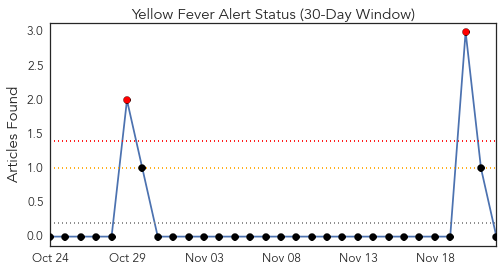 Yellow Fever Alert Status (30-Day Window)
Articles Found
3.0
2.5
2.0
1.5
1.0
0.5
0.0
Oct 24 Oct 29 Nov 03 Nov 08 Nov 13 Nov 18